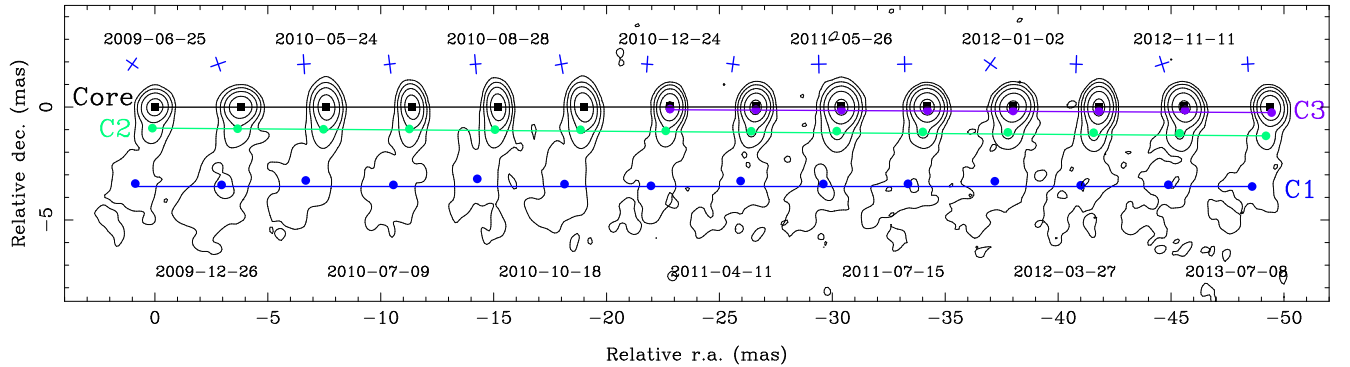 2009-06-25 2010-05-24 2010-08-28 2010-12-24 2011-05-26 2012-01-02 2012-11-11
Core
C3
C2
C1
2009-12-26 2010-07-09 2010-10-18 2011-04-11 2011-07-15 2012-03-27 2013-07-08
0
−5
0 −5 −10 −15 −20 −25 −30 −35 −40 −45 −50
Relative dec. (mas)
Relative r.a. (mas)